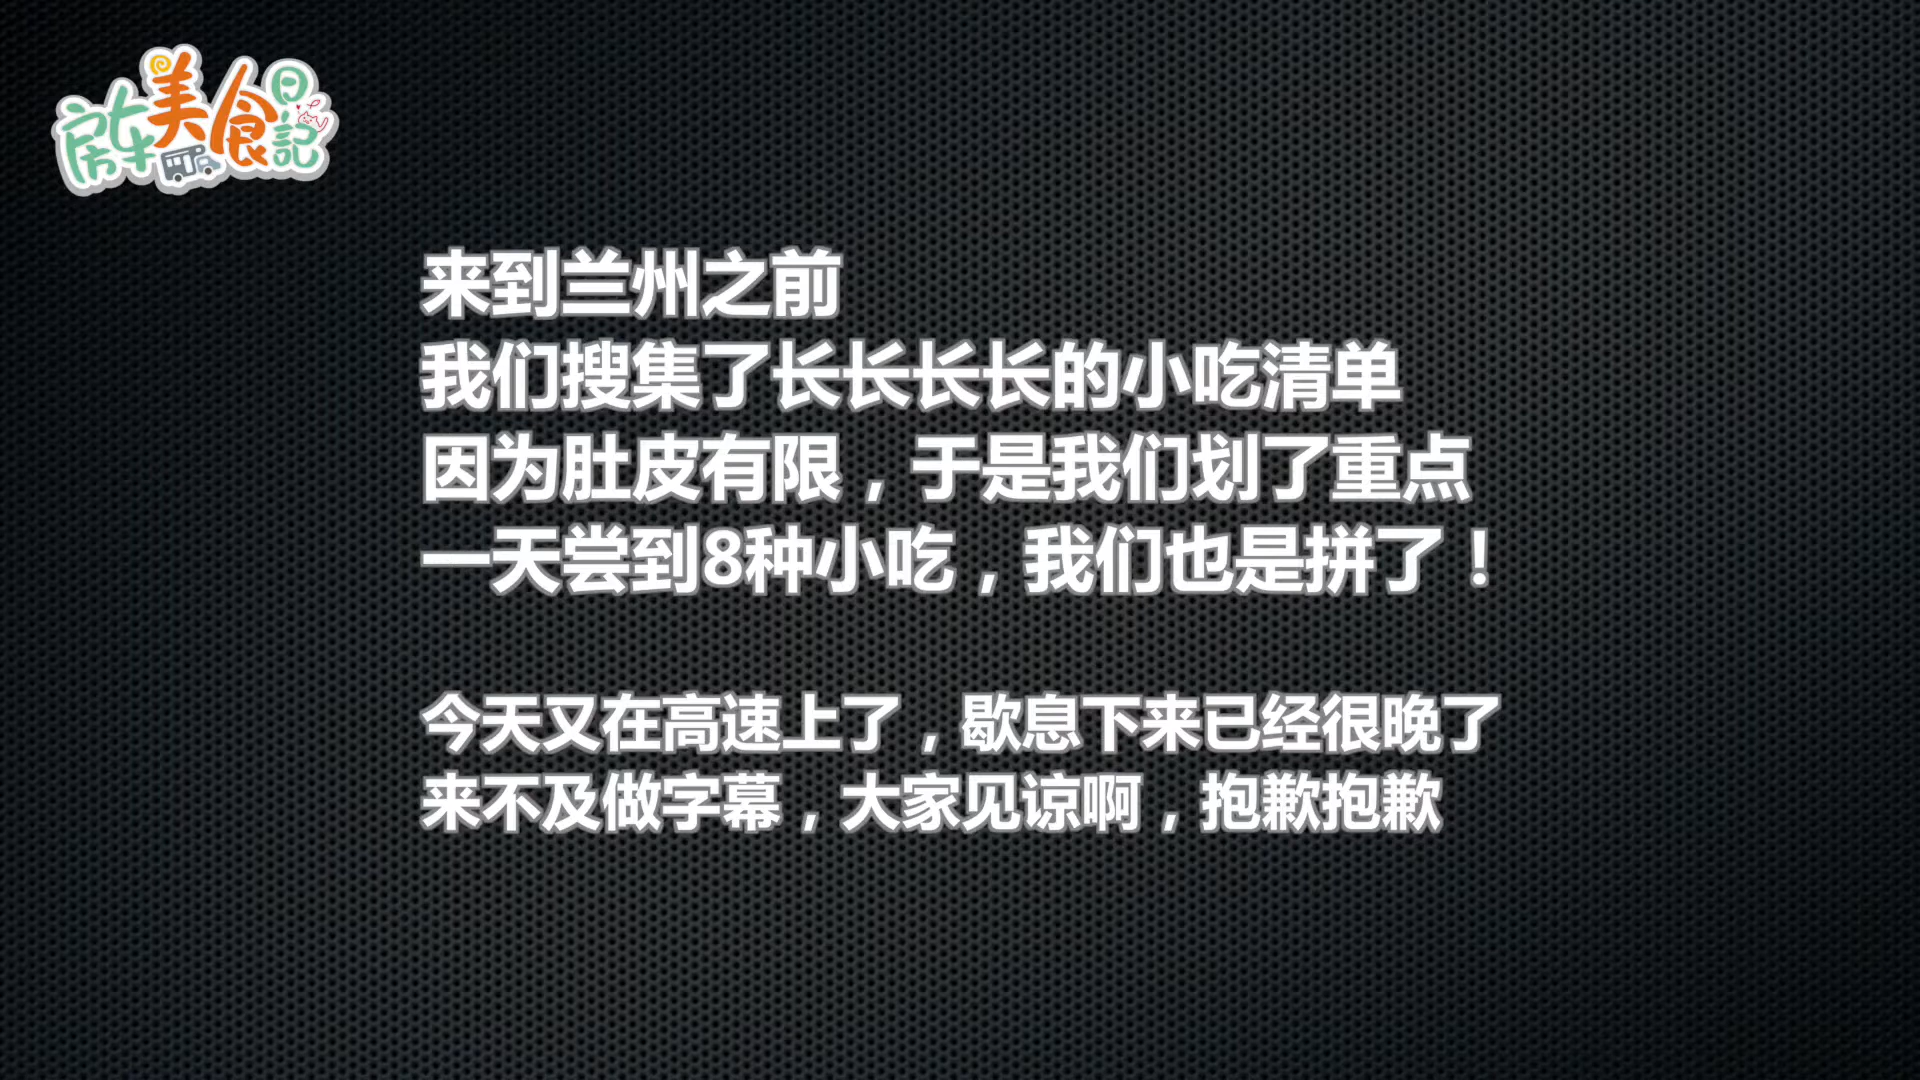 房车美食日記
来到兰州之前
我们搜集了长长长长的小吃清单
因为肚皮有限，于是我们划了重点
一天尝到8种小吃，我们也是拼了！
今天又在高速上了，歇息下来已经很晚了
来不及做字幕，大家见谅啊，抱歉抱歉